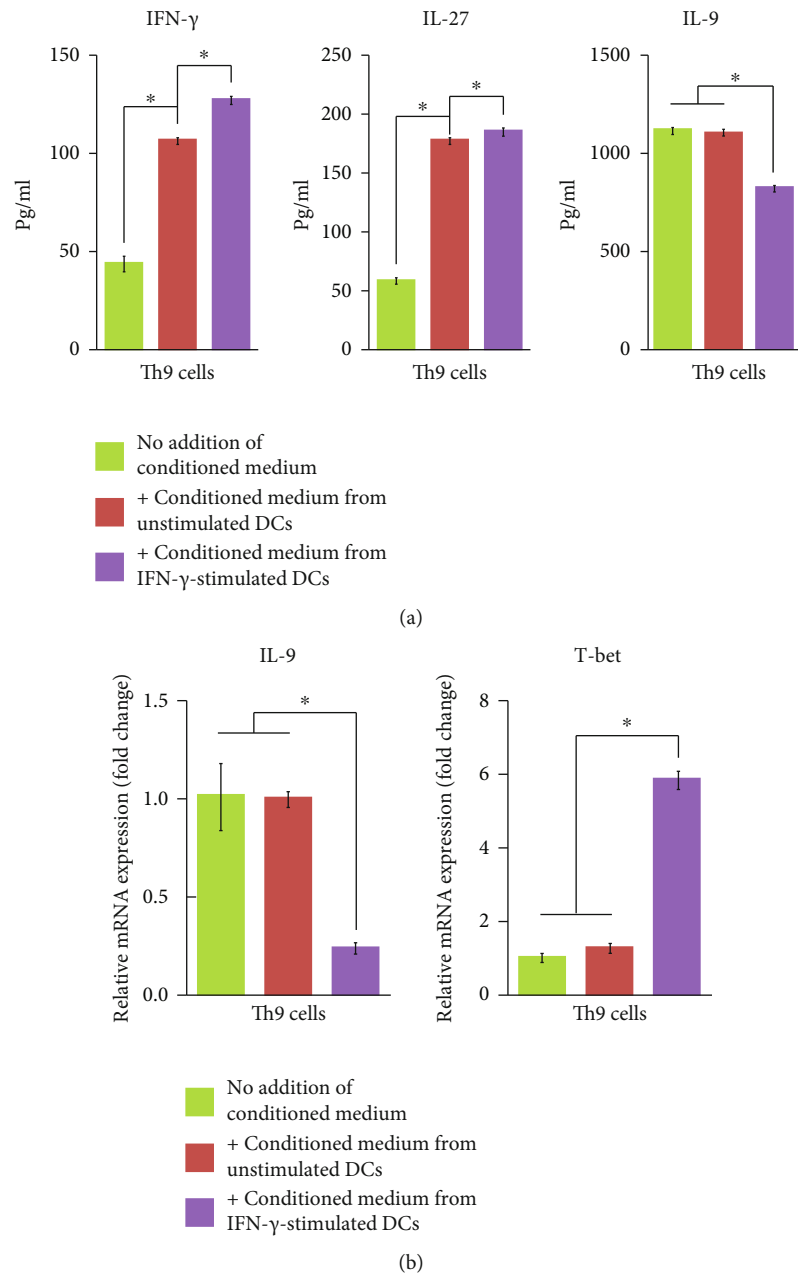 IFN-γ
150
100
50
0
Pg/ml
*
*
Th9 cells
IL-27
250
200
150
100
50
0
Pg/ml
*
*
Th9 cells
IL-9
1500
1000
500
0
Pg/ml
*
Th9 cells
No addition of
conditioned medium
+ Conditioned medium from
unstimulated DCs
+ Conditioned medium from
IFN-γ-stimulated DCs
(a)
IL-9
1.5
1.0
0.5
0.0
Relative mRNA expression (fold change)
*
Th9 cells
T-bet
8
6
4
2
0
Relative mRNA expression (fold change)
*
Th9 cells
No addition of
conditioned medium
+ Conditioned medium from
unstimulated DCs
+ Conditioned medium from
IFN-γ-stimulated DCs
(b)